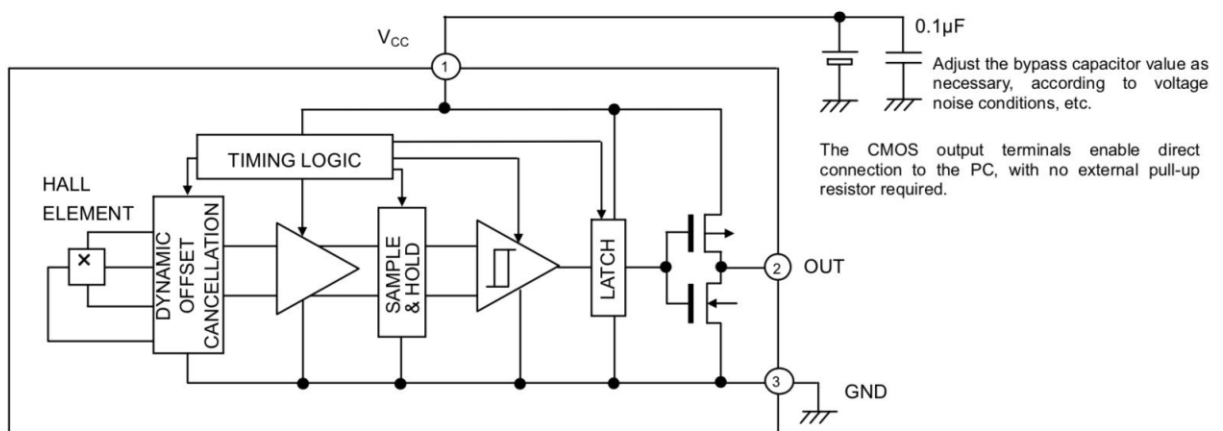 0.1µF
VCC
1
Adjust the bypass capacitor value as
necessary, according to voltage
noise conditions, etc.
TIMING LOGIC
The CMOS output terminals enable direct
connection to the PC, with no external pull-up
resistor required.
HALL
ELEMENT
×
DYNAMIC
OFFSET
CANCELLATION
SAMPLE
& HOLD
LATCH
2
OUT
3
GND